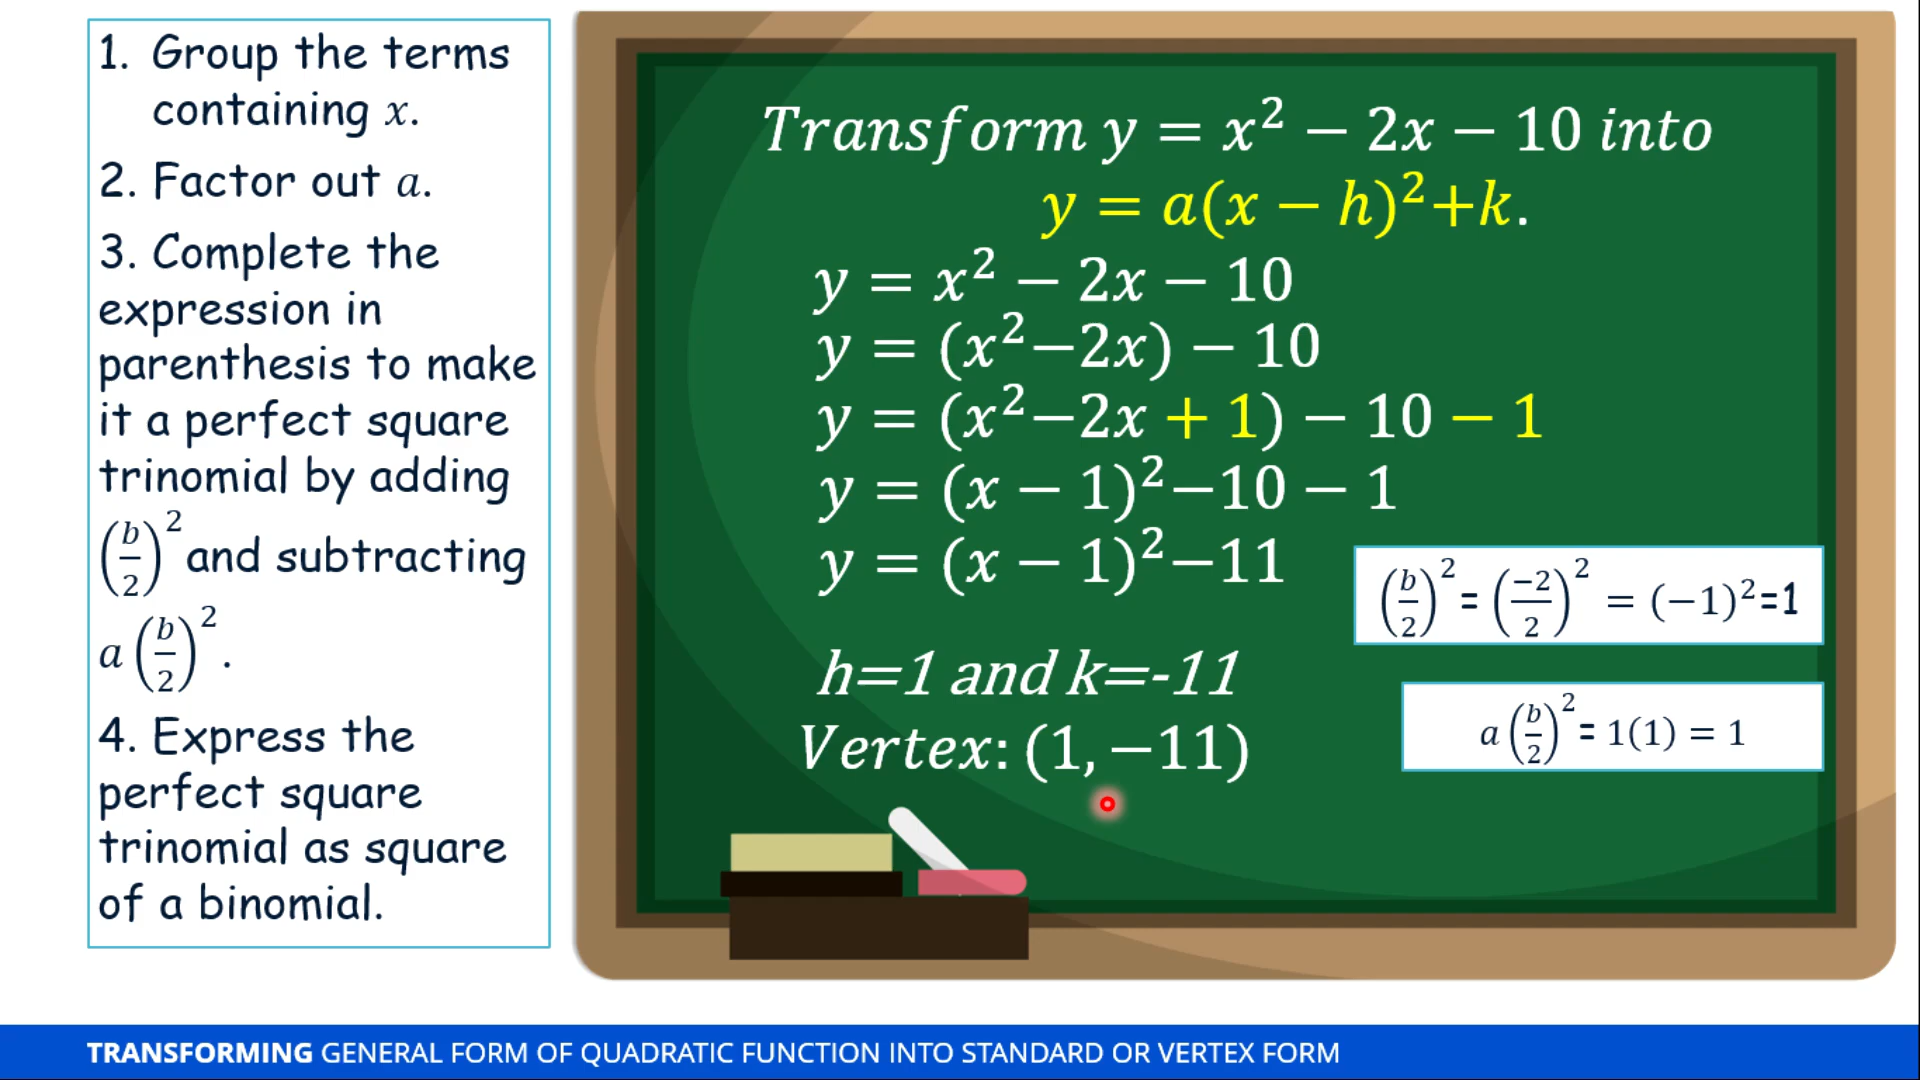 1. Group the terms
containing x.
2. Factor out a.
3. Complete the
expression in
parenthesis to make
it a perfect square
trinomial by adding
(b/2)² and subtracting
a(b/2)².
4. Express the
perfect square
trinomial as square
of a binomial.
Transform y = x² − 2x − 10 into
y = a(x − h)²+k.
y = x² − 2x − 10
y = (x²−2x) − 10
y = (x²−2x + 1) − 10 − 1
y = (x − 1)²−10 − 1
y = (x − 1)²−11
h=1 and k=-11
Vertex: (1, −11)
(b/2)²= (−2/2)² = (−1)²=1
a(b/2)²= 1(1) = 1
TRANSFORMING GENERAL FORM OF QUADRATIC FUNCTION INTO STANDARD OR VERTEX FORM